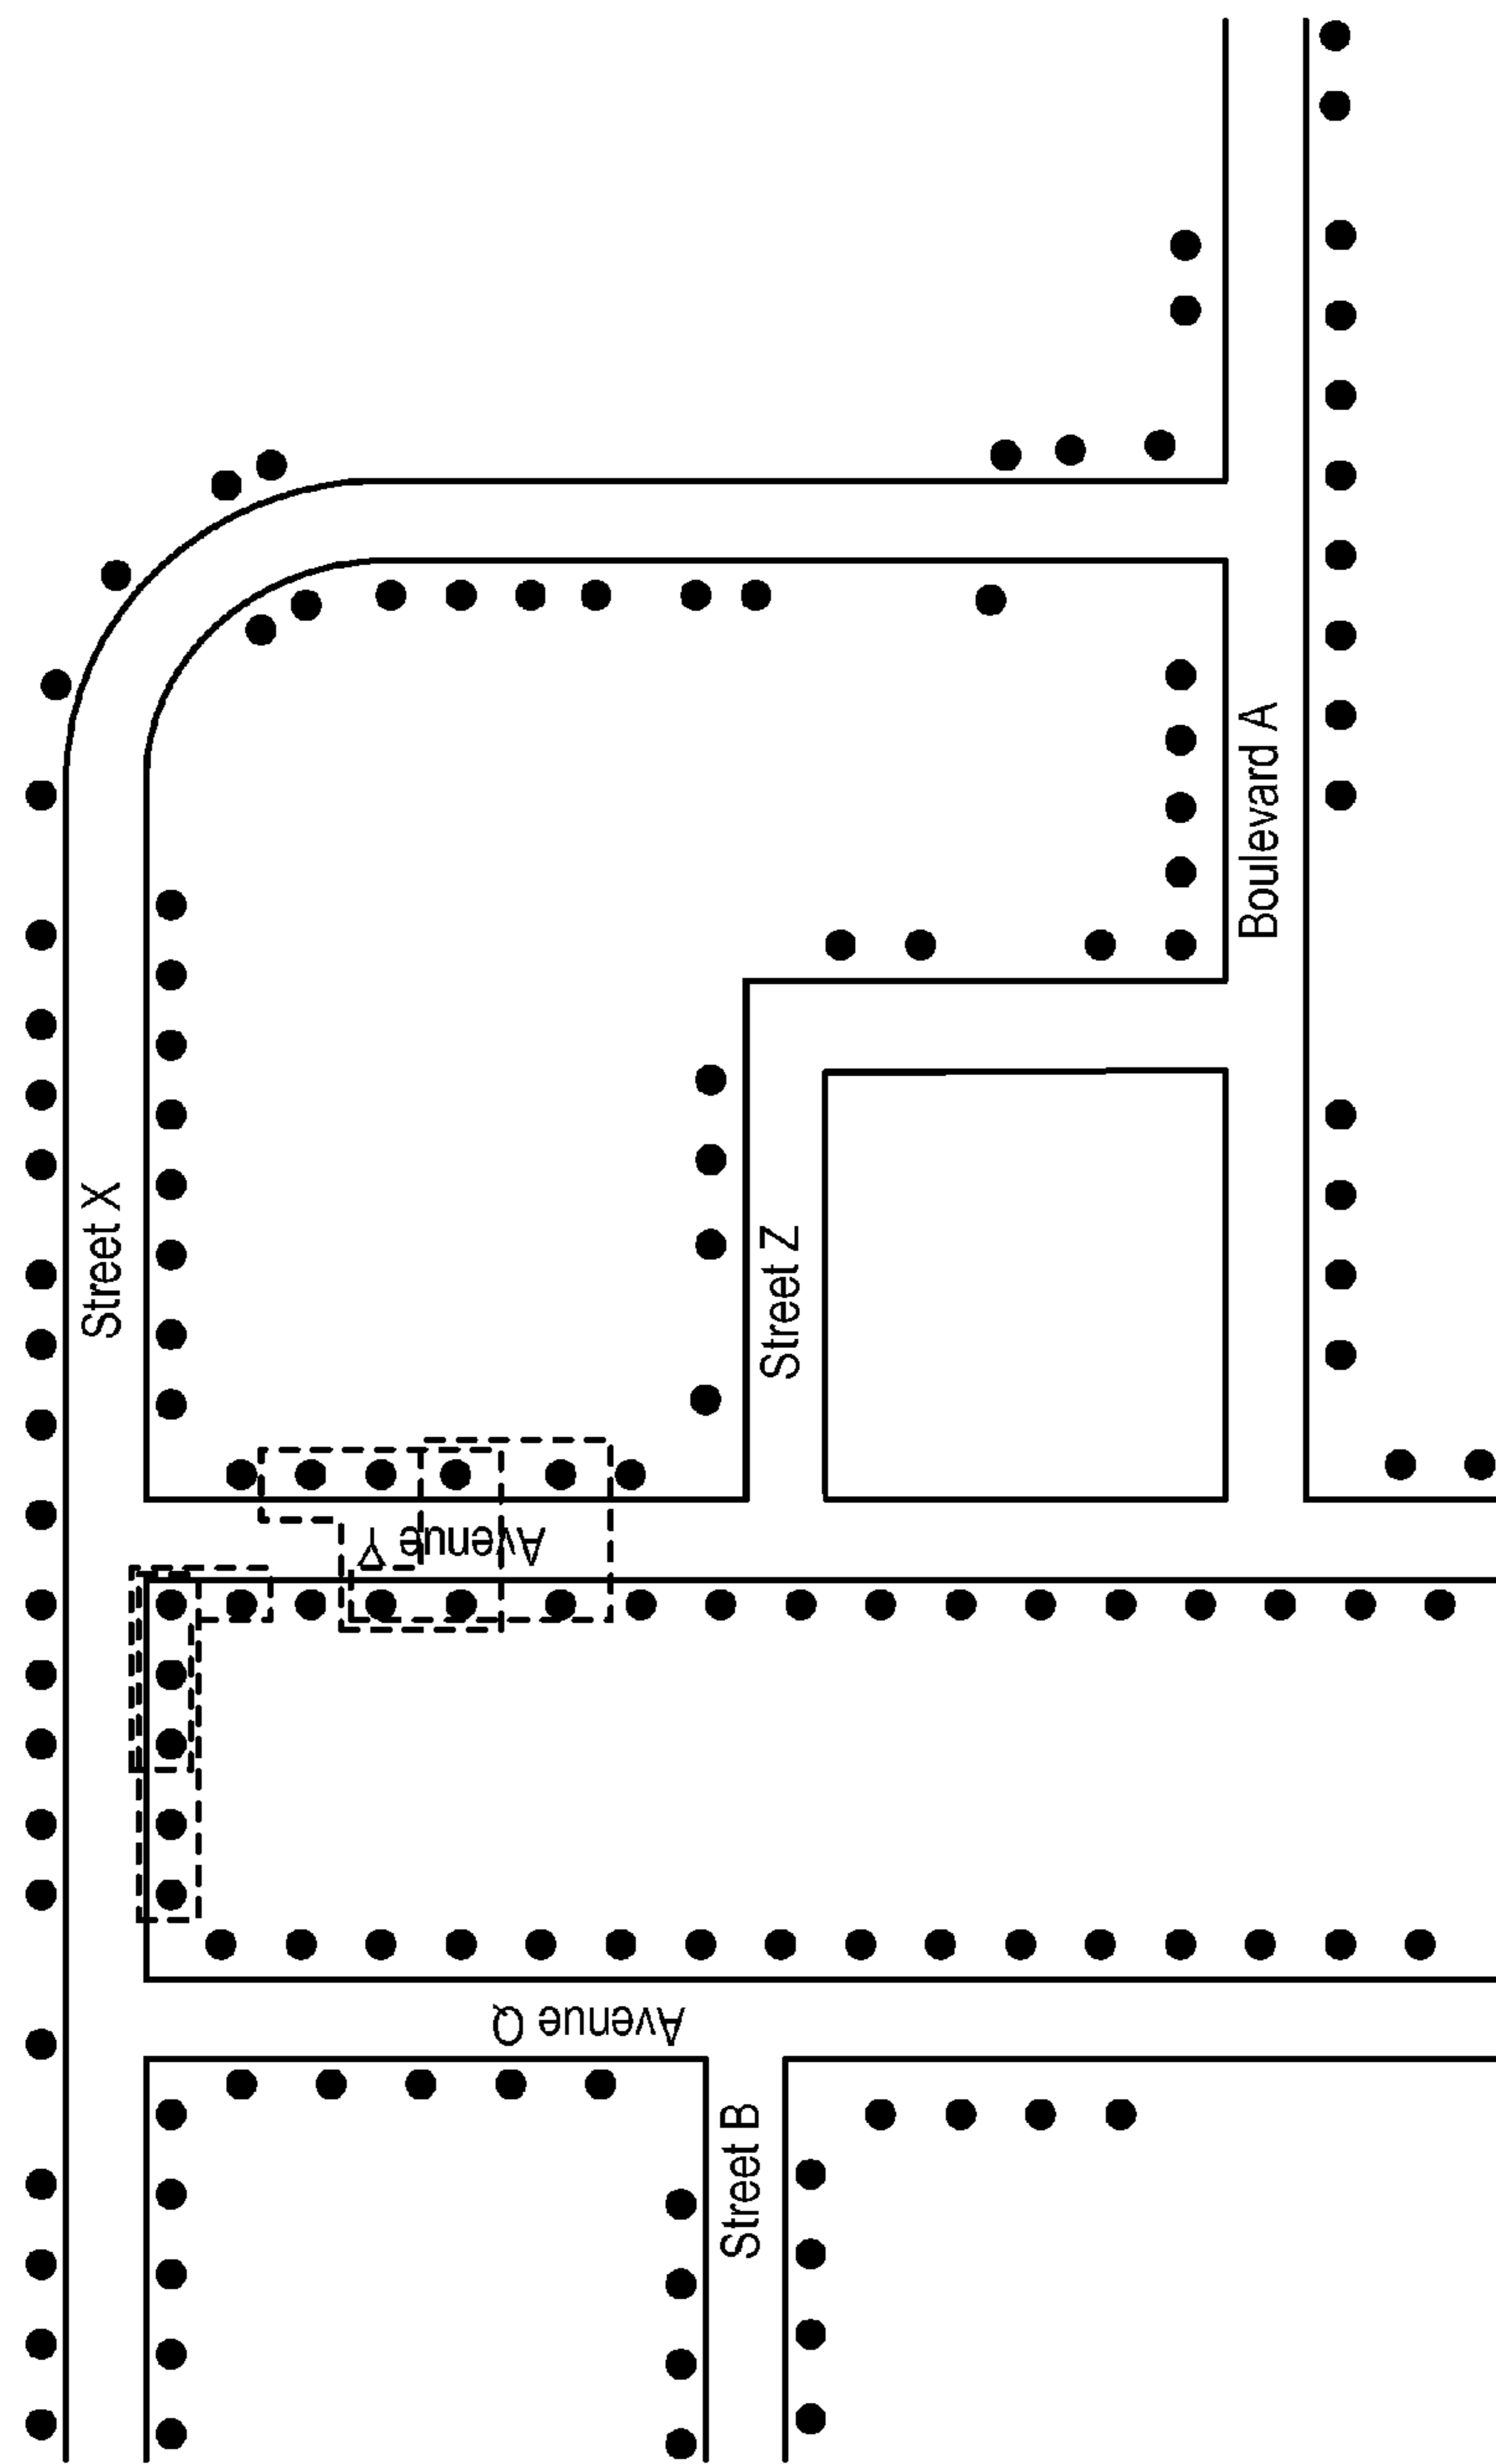 Boulevard A
Street X
Street Z
Avenue Y
Avenue Q
Street B